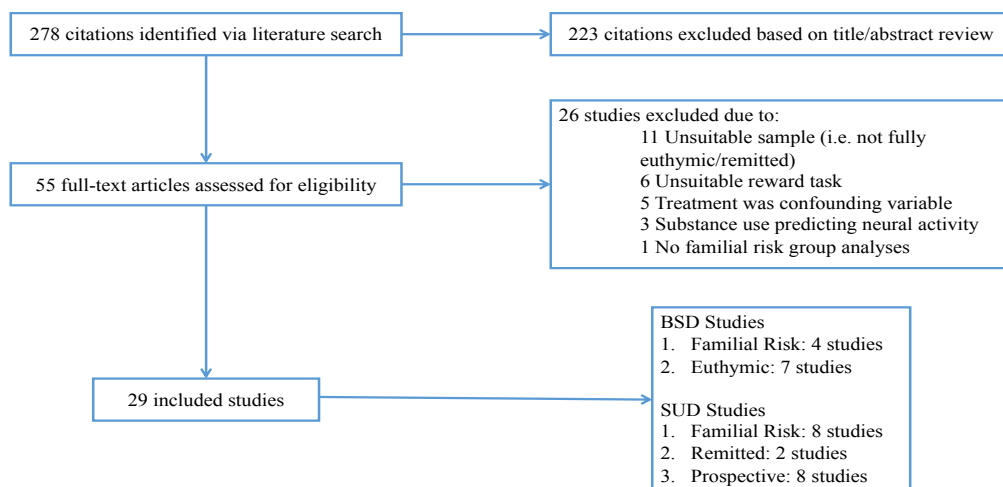 278 citations identified via literature search
223 citations excluded based on title/abstract review
55 full-text articles assessed for eligibility
26 studies excluded due to:
11 Unsuitable sample (i.e. not fully
euthymic/remitted)
6 Unsuitable reward task
5 Treatment was confounding variable
3 Substance use predicting neural activity
1 No familial risk group analyses
29 included studies
BSD Studies
1. Familial Risk: 4 studies
2. Euthymic: 7 studies
SUD Studies
1. Familial Risk: 8 studies
2. Remitted: 2 studies
3. Prospective: 8 studies